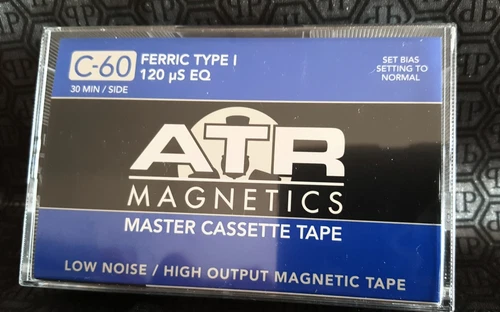 C-60
FERRIC TYPE I
120 µS EQ
30 MIN / SIDE
SET BIAS
SETTING TO
NORMAL
ATR
MAGNETICS
MASTER CASSETTE TAPE
LOW NOISE / HIGH OUTPUT MAGNETIC TAPE